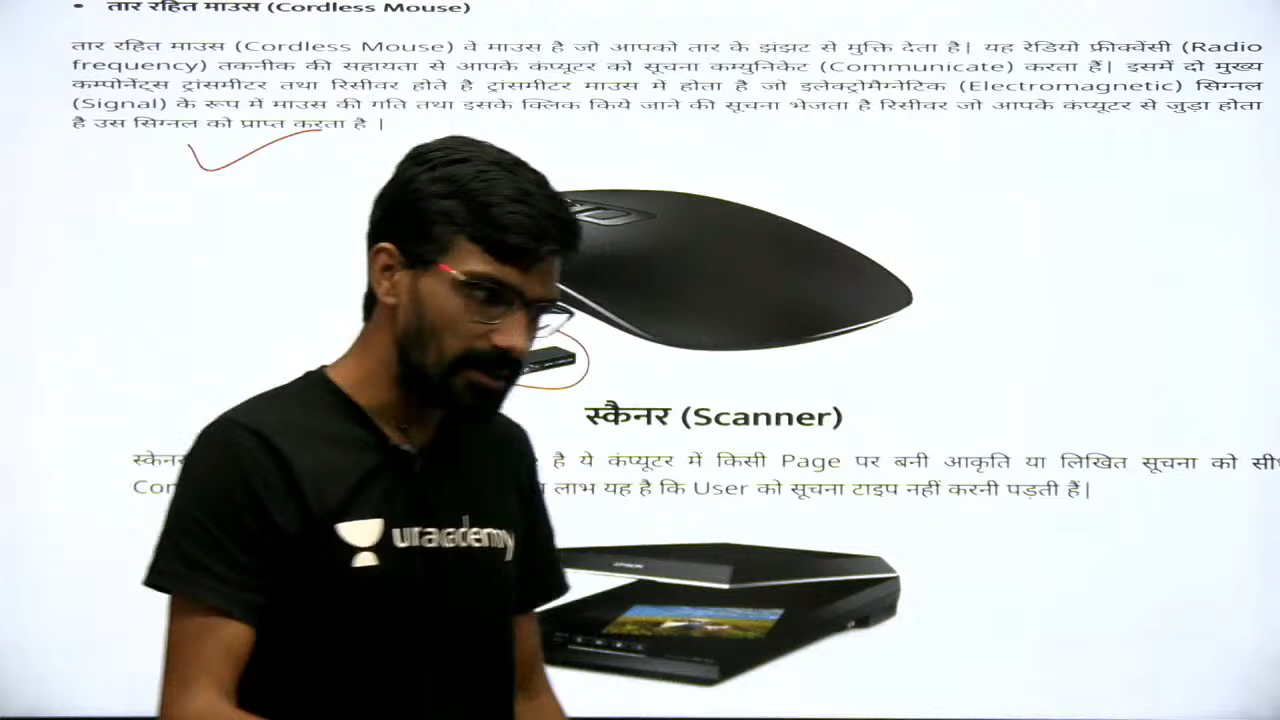 • तार रहित माउस (Cordless Mouse)
तार रहित माउस (Cordless Mouse) वे माउस है जो आपको तार के झंझट से मुक्ति देता है| यह रेडियो फ्रीक्वेंसी (Radio
frequency) तकनीक की सहायता से आपके कंप्यूटर को सूचना कम्युनिकेट (Communicate) करता हैं| इसमें दो मुख्य
कम्पोनेंट्स ट्रांसमीटर तथा रिसीवर होते है ट्रांसमीटर माउस में होता है जो इलेक्ट्रोमैग्नेटिक (Electromagnetic) सिग्नल
(Signal) के रूप में माउस की गति तथा इसके क्लिक किये जाने की सूचना भेजता है रिसीवर जो आपके कंप्यूटर से जुड़ा होता
है उस सिग्नल को प्राप्त करता है |
स्कैनर (Scanner)
है ये कंप्यूटर में किसी Page पर बनी आकृति या लिखित सूचना को
लाभ यह है कि User को सूचना टाइप नहीं करनी पड़ती हैं|
EPSON
uracademy